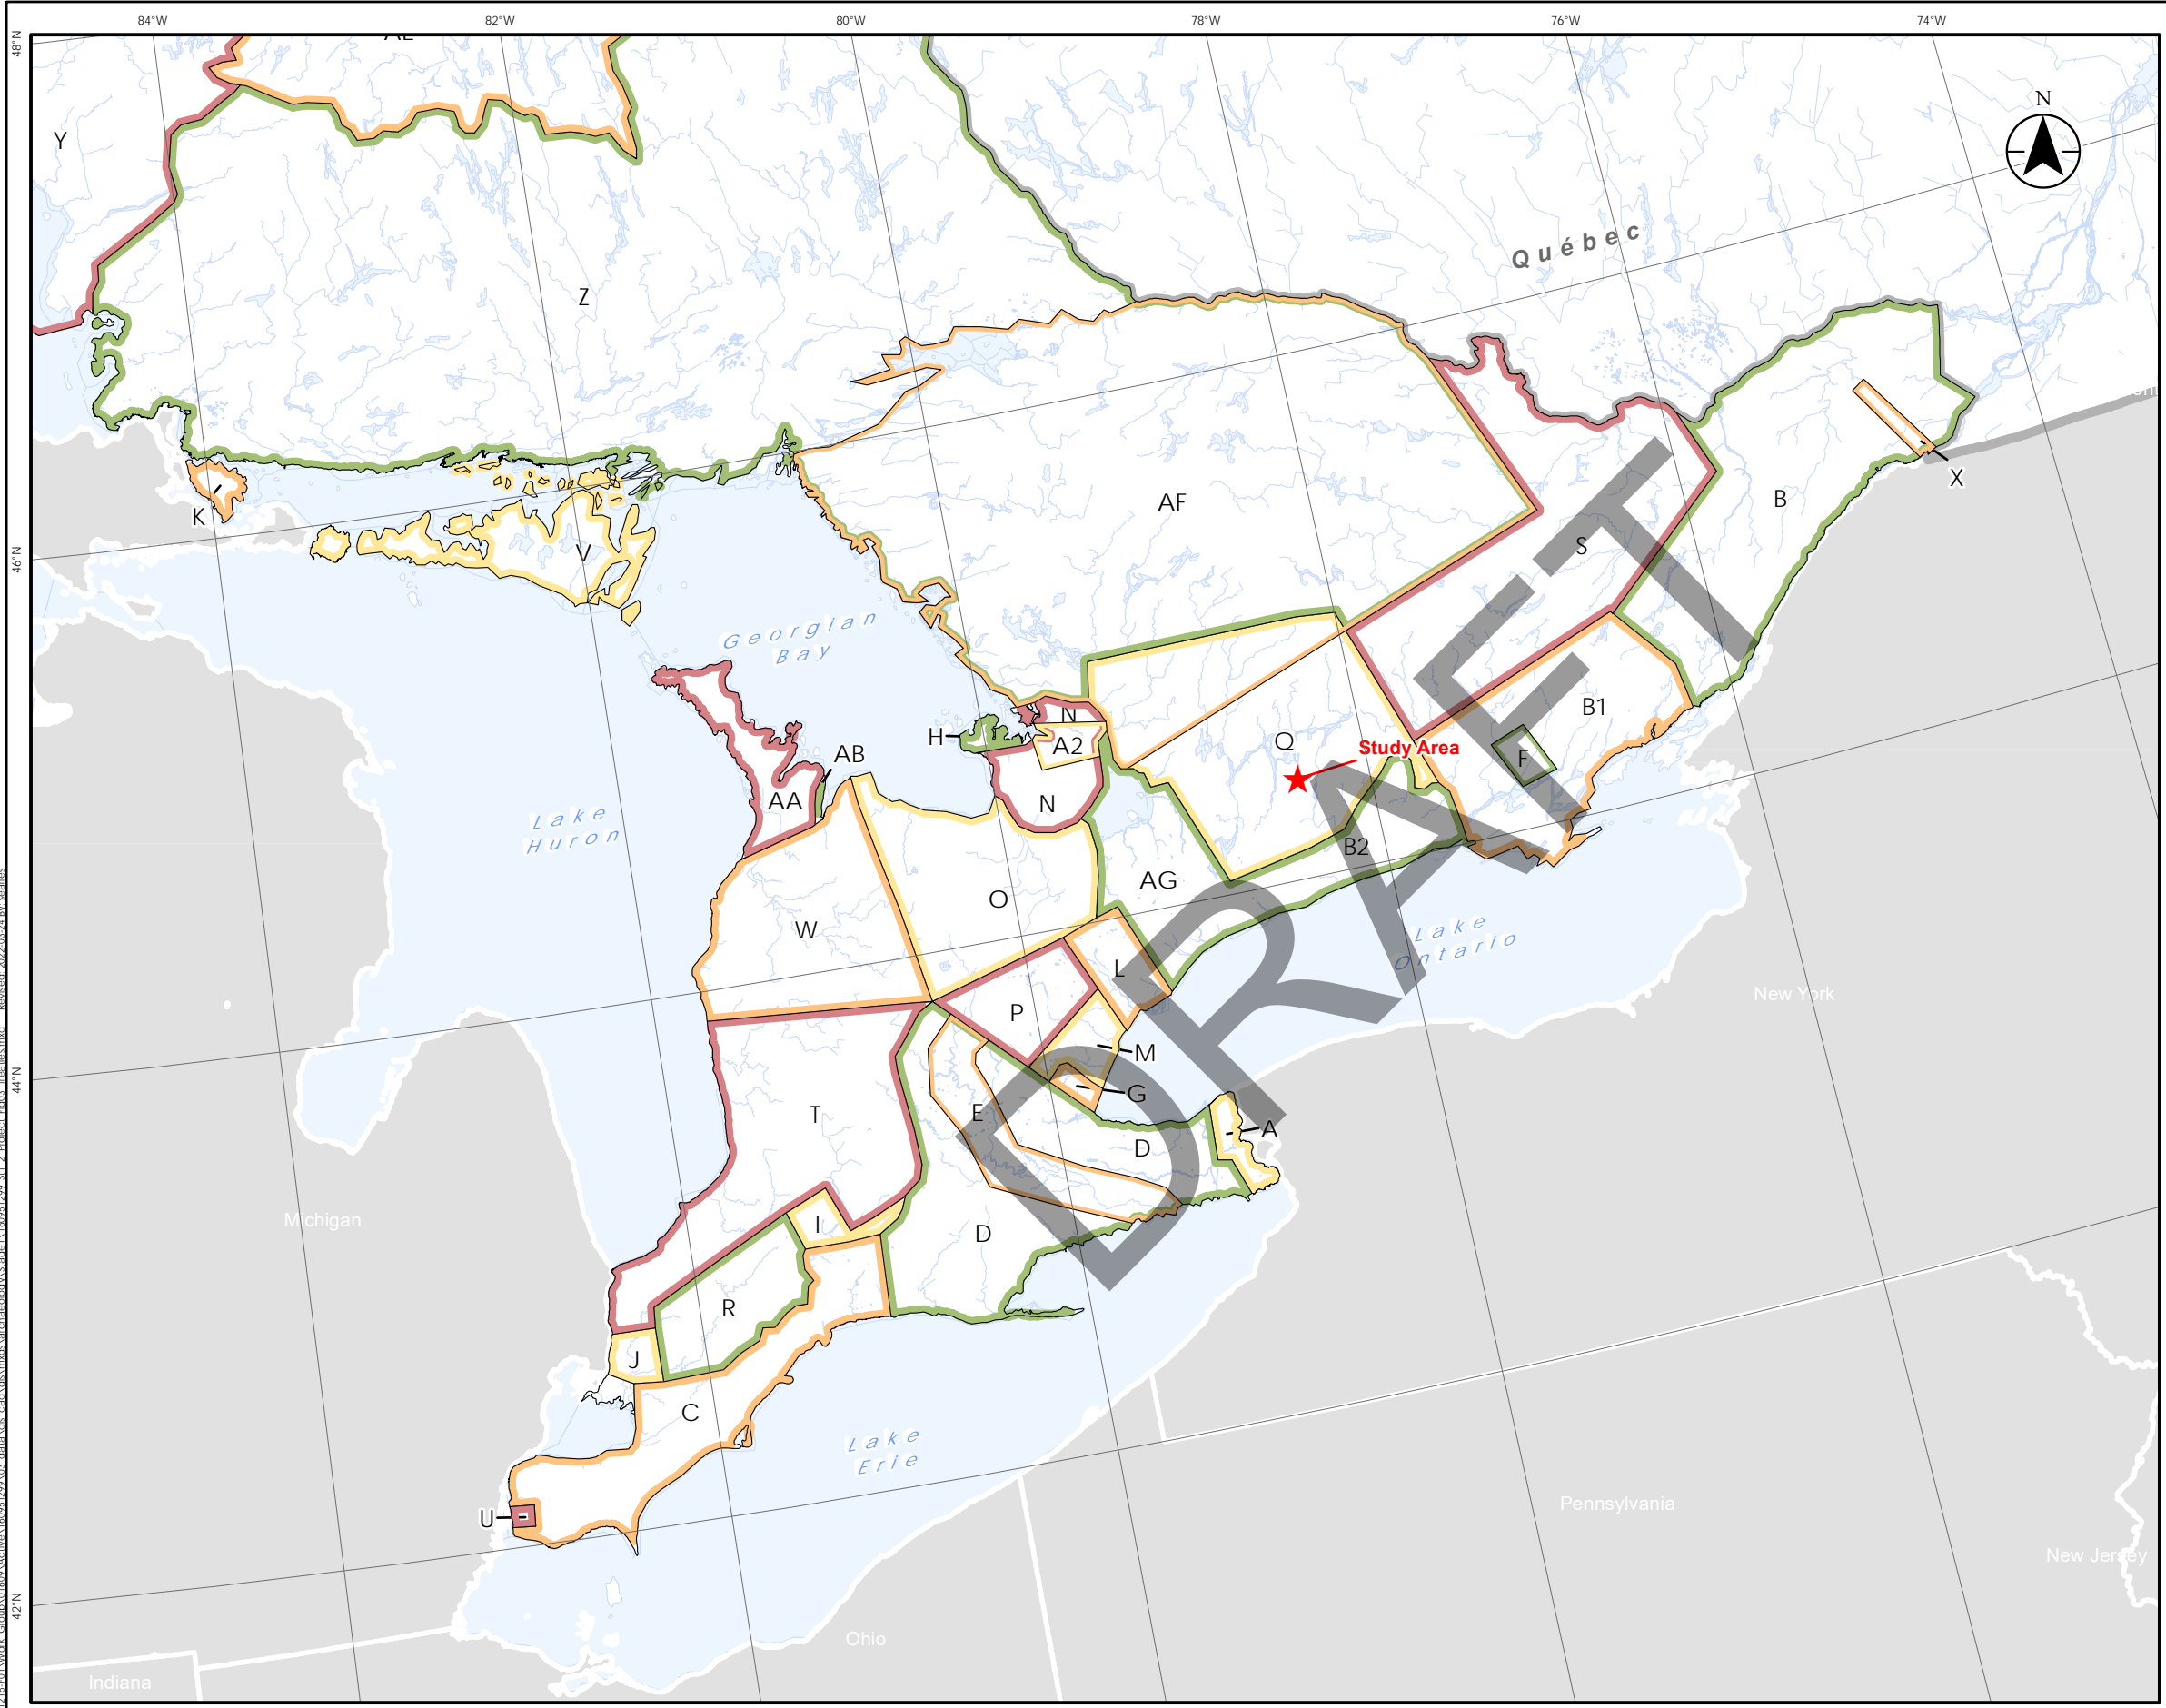 84°W
82°W
80°W
78°W
76°W
74°W
48°N
46°N
44°N
42°N
N
Y
Z
Québec
AF
K
V
S
B
X
Georgian
Bay
H
N
A2
N
AB
AA
Q
Study Area
B1
F
B2
Lake
Huron
W
O
AG
L
Lake
Ontario
New York
P
M
G
T
E
D
A
D
Michigan
I
R
J
C
Lake
Erie
U
Pennsylvania
New Jersey
Ohio
Indiana
DRAFT